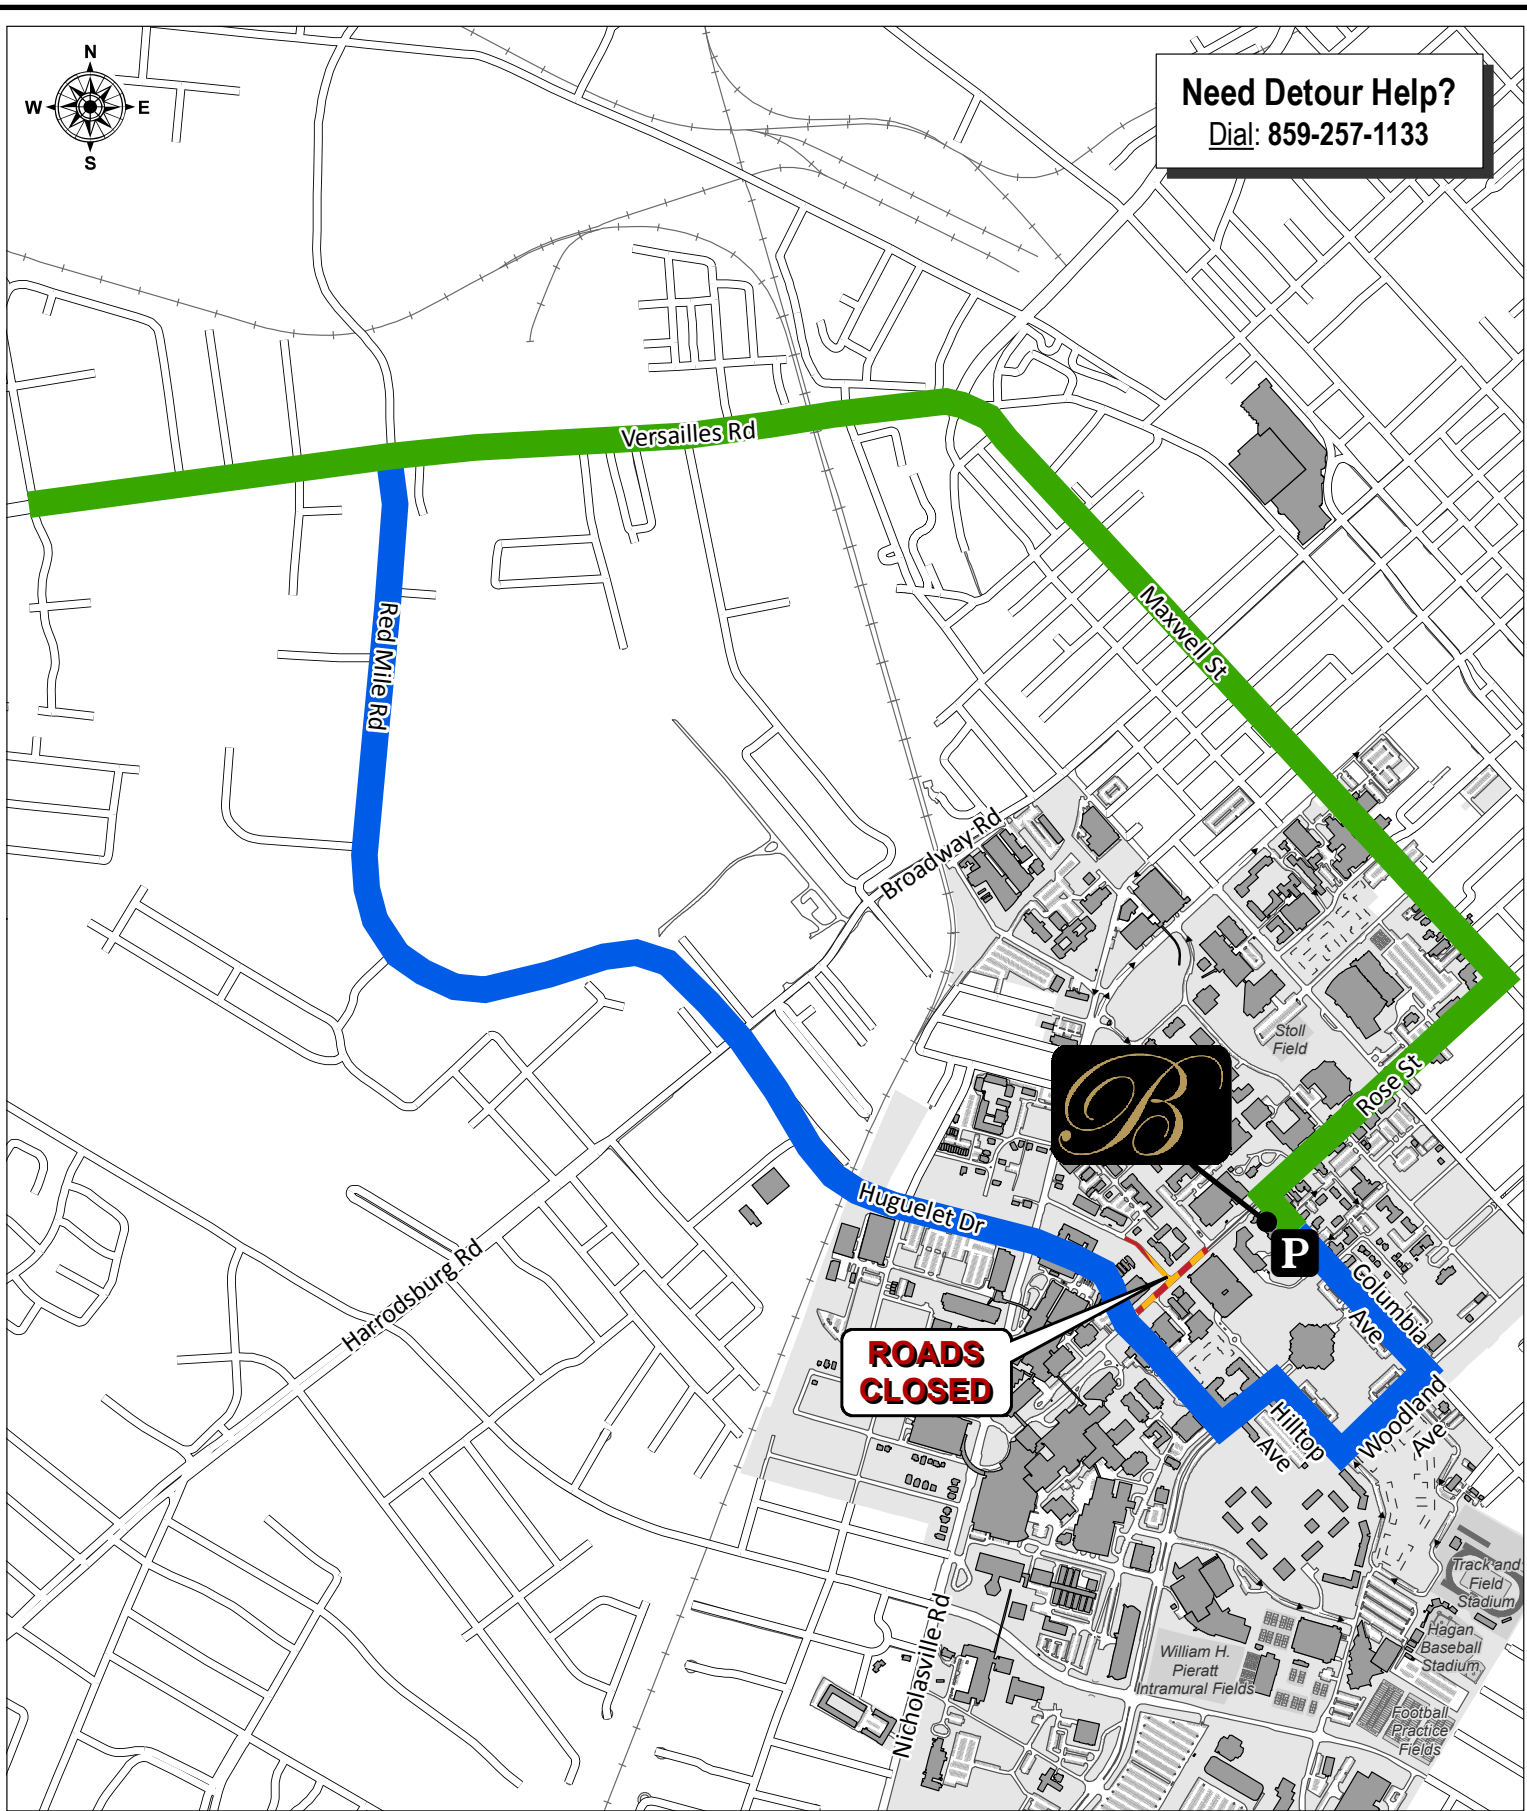 N
W E
S
Need Detour Help?
Dial: 859-257-1133
Versailles Rd
Maxwell St
Red Mile Rd
Broadway Rd
Stoll
Field
Rose St
B
Huguelet Dr
P
Columbia
Ave
Harrodsburg Rd
ROADS
CLOSED
Hilltop
Ave
Woodland
Ave
Track and
Field
Stadium
Hagan
Baseball
Stadium
William H.
Pieratt
Intramural Fields
Nicholasville Rd
Football
Practice
Fields